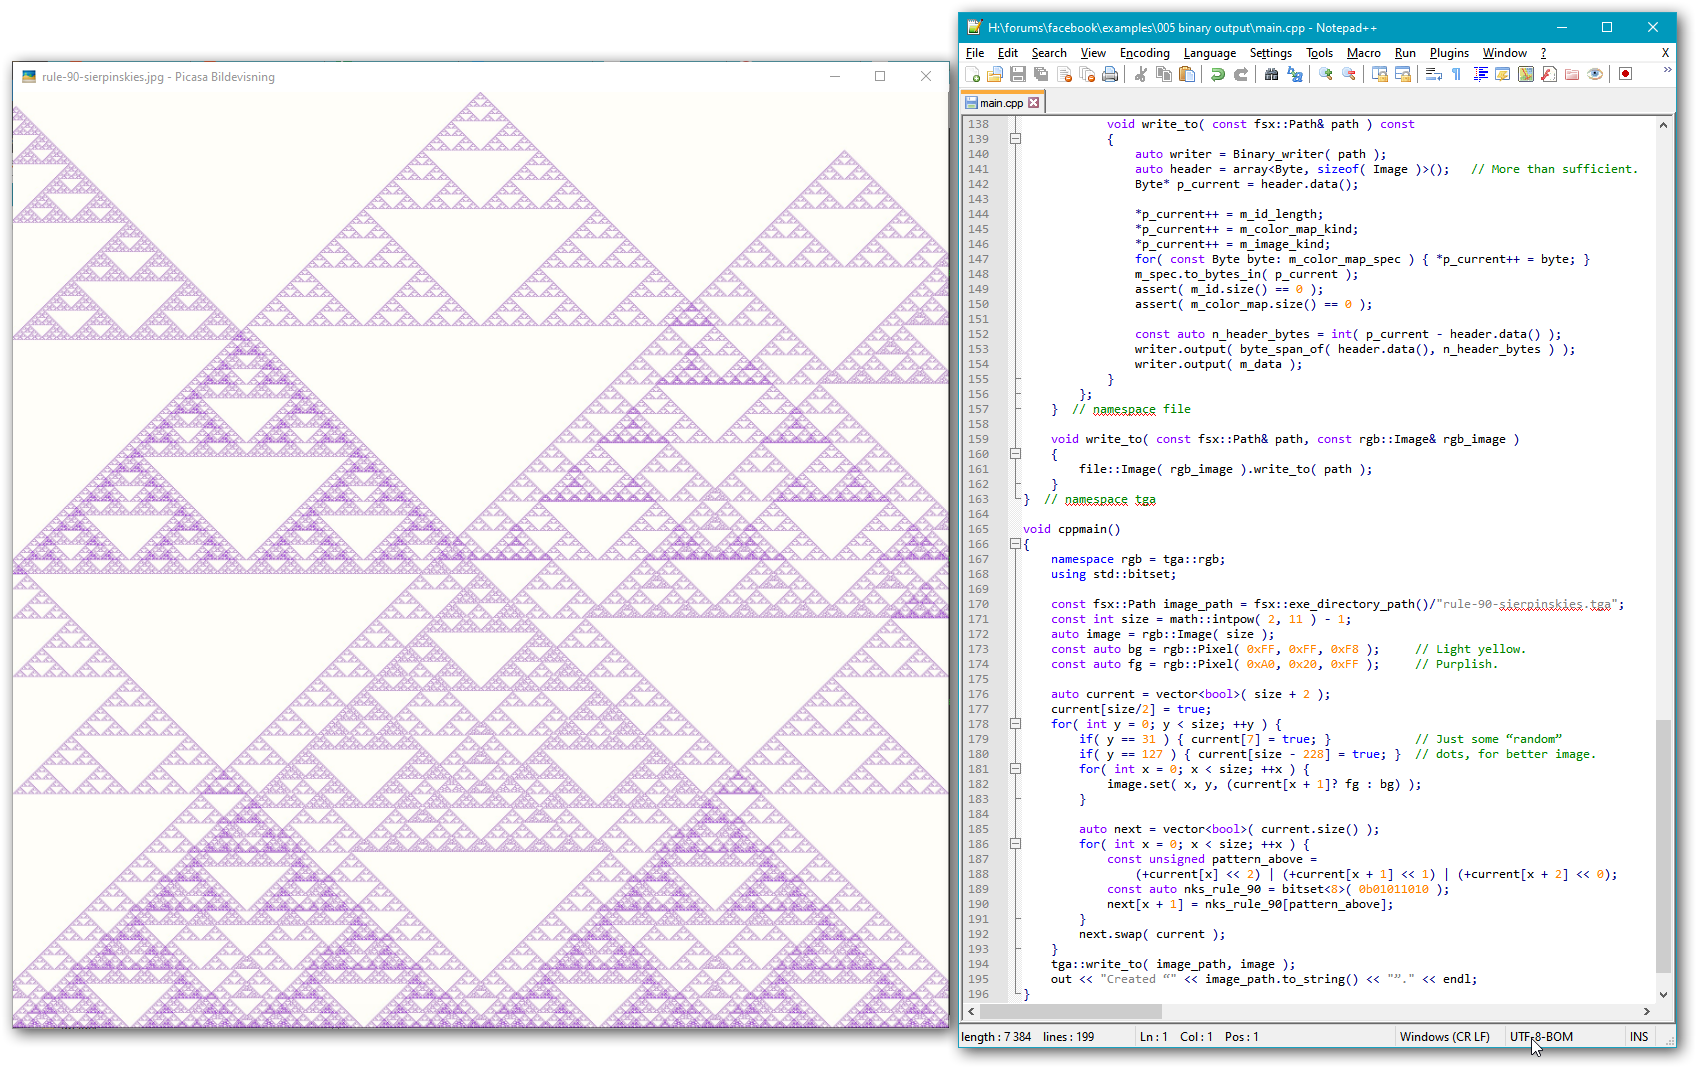 rule-90-sierpinskies.jpg - Picasa Bildevisning
H:\forums\facebook\examples\005 binary output\main.cpp - Notepad++
File Edit Search View Encoding Language Settings Tools Macro Run Plugins Window ? X
main.cpp
138 void write_to( const fsx::Path& path ) const
139 {
140 auto writer = Binary_writer( path );
141 auto header = array<Byte, sizeof( Image )>(); // More than sufficient.
142 Byte* p_current = header.data();
143
144 *p_current++ = m_id_length;
145 *p_current++ = m_color_map_kind;
146 *p_current++ = m_image_kind;
147 for( const Byte byte: m_color_map_spec ) { *p_current++ = byte; }
148 m_spec.to_bytes_in( p_current );
149 assert( m_id.size() == 0 );
150 assert( m_color_map.size() == 0 );
151
152 const auto n_header_bytes = int( p_current - header.data() );
153 writer.output( byte_span_of( header.data(), n_header_bytes ) );
154 writer.output( m_data );
155 }
156 };
157 } // namespace file
158
159 void write_to( const fsx::Path& path, const rgb::Image& rgb_image )
160 {
161 file::Image( rgb_image ).write_to( path );
162 }
163 } // namespace tga
164
165 void cppmain()
166 {
167 namespace rgb = tga::rgb;
168 using std::bitset;
169
170 const fsx::Path image_path = fsx::exe_directory_path()/"rule-90-sierpinskies.tga";
171 const int size = math::intpow( 2, 11 ) - 1;
172 auto image = rgb::Image( size );
173 const auto bg = rgb::Pixel( 0xFF, 0xFF, 0xF8 ); // Light yellow.
174 const auto fg = rgb::Pixel( 0xA0, 0x20, 0xFF ); // Purplish.
175
176 auto current = vector<bool>( size + 2 );
177 current[size/2] = true;
178 for( int y = 0; y < size; ++y ) {
179 if( y == 31 ) { current[7] = true; } // Just some “random”
180 if( y == 127 ) { current[size - 228] = true; } // dots, for better image.
181 for( int x = 0; x < size; ++x ) {
182 image.set( x, y, (current[x + 1]? fg : bg) );
183 }
184
185 auto next = vector<bool>( current.size() );
186 for( int x = 0; x < size; ++x ) {
187 const unsigned pattern_above =
188 (+current[x] << 2) | (+current[x + 1] << 1) | (+current[x + 2] << 0);
189 const auto nks_rule_90 = bitset<8>( 0b01011010 );
190 next[x + 1] = nks_rule_90[pattern_above];
191 }
192 next.swap( current );
193 }
194 tga::write_to( image_path, image );
195 out << "Created “" << image_path.to_string() << "”." << endl;
196 }
length : 7 384 lines : 199 Ln : 1 Col : 1 Pos : 1 Windows (CR LF) UTF-8-BOM INS